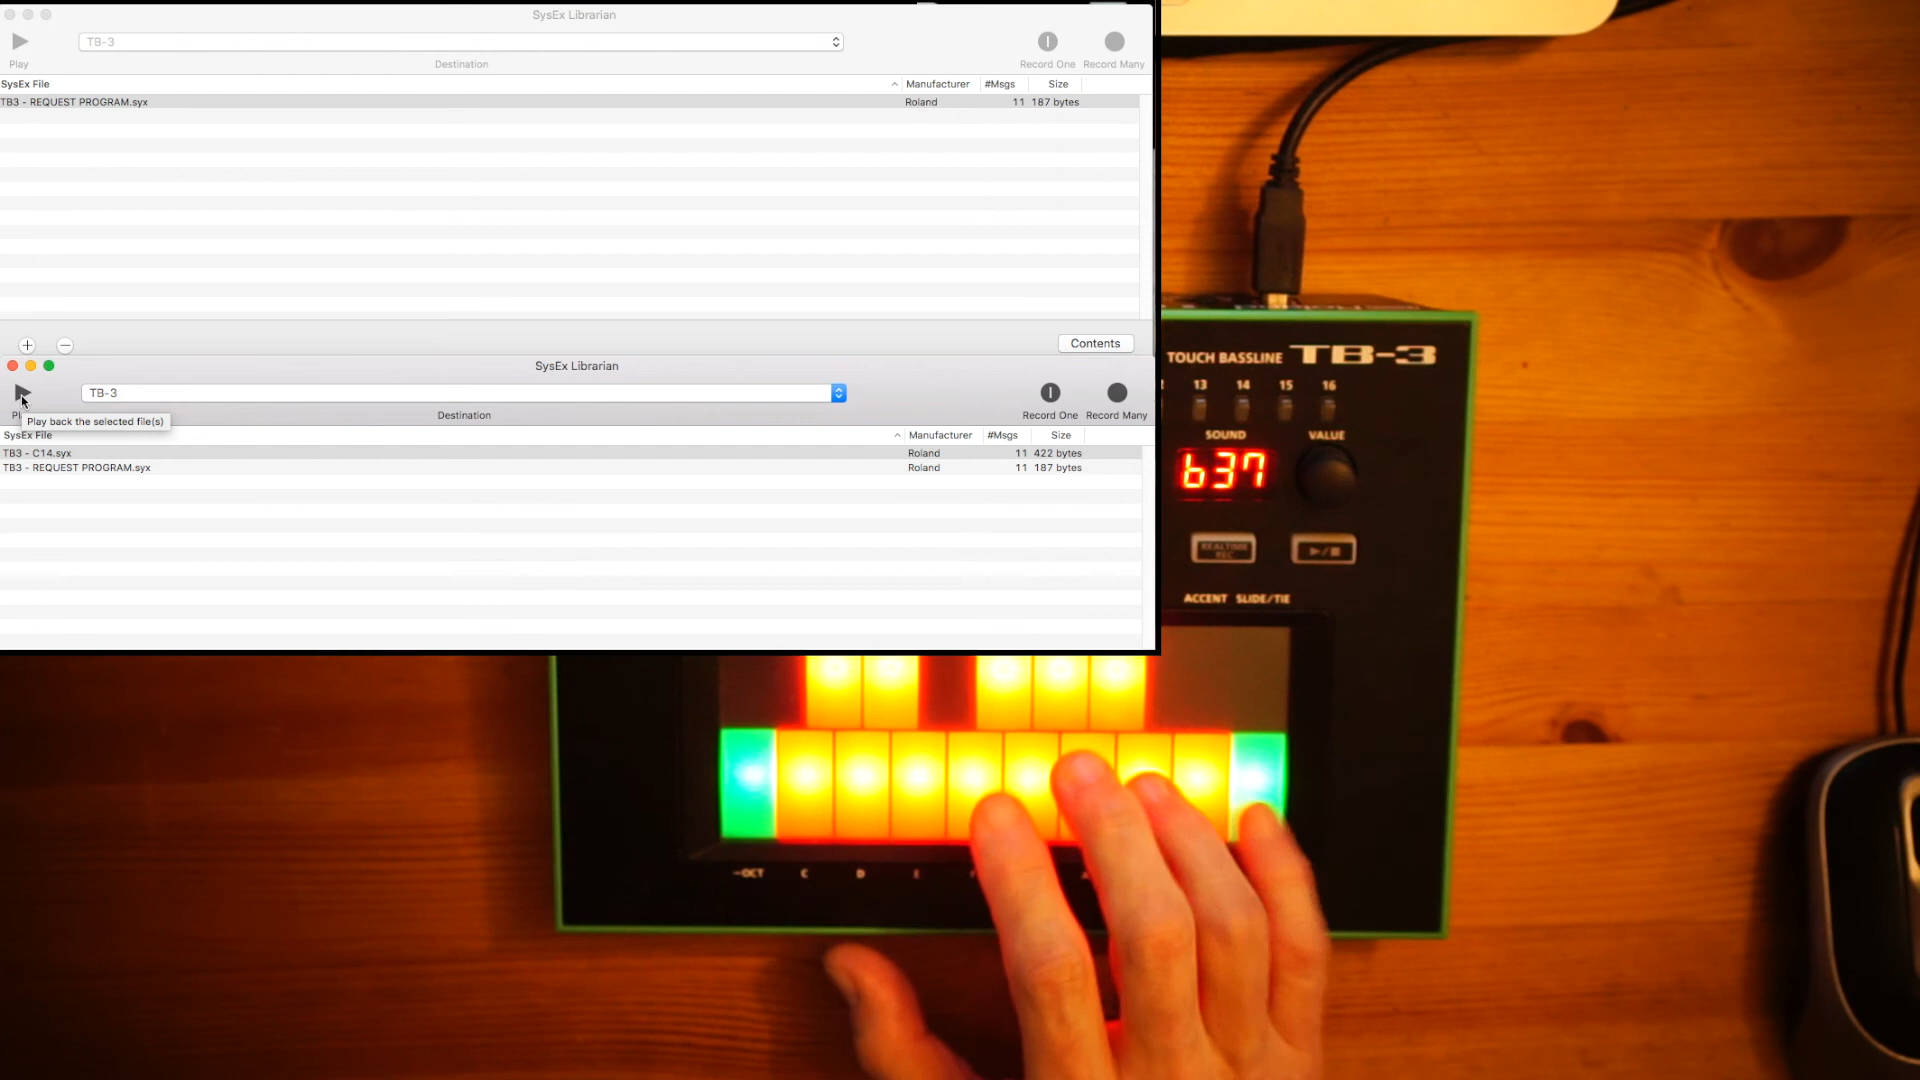 SysEx Librarian
TB-3
Play
Destination
Record One
Record Many
SysEx File
Manufacturer
#Msgs
Size
TB3 - REQUEST PROGRAM.syx
Roland
11
187 bytes
Contents
SysEx Librarian
TB-3
Destination
Record One
Record Many
Play back the selected file(s)
SysEx File
Manufacturer
#Msgs
Size
TB3 - C14.syx
Roland
11
422 bytes
TB3 - REQUEST PROGRAM.syx
Roland
11
187 bytes
TOUCH BASSLINE TB-3
13 14 15 16
SOUND
VALUE
b37
REALTIME
REC
ACCENT SLIDE/TIE
-OCT C D E